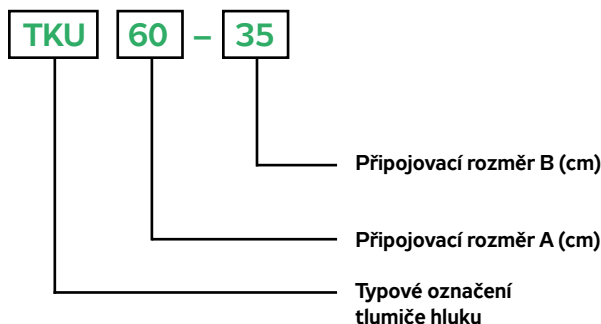 TKU 60 – 35
Připojovací rozměr B (cm)
Připojovací rozměr A (cm)
Typové označení
tlumiče hluku